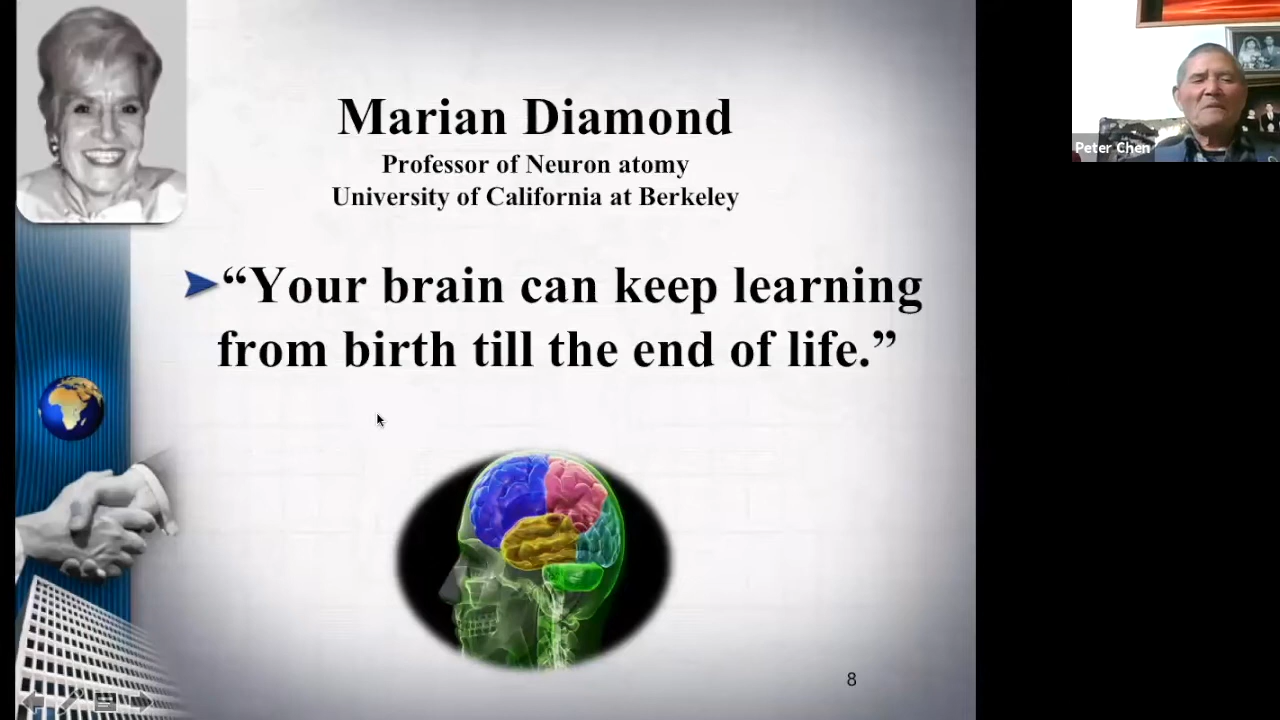 Marian Diamond
Professor of Neuron atomy
University of California at Berkeley
“Your brain can keep learning
from birth till the end of life.”
8
Peter Chen